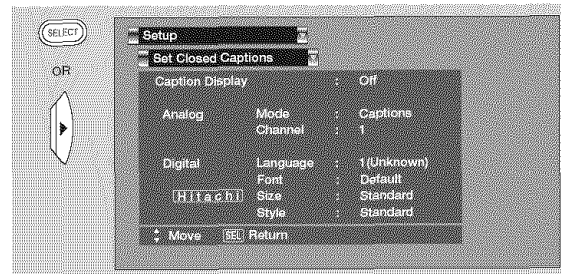 SELECT
OR
Setup
Set Closed Captions
Caption Display : Off
Analog Mode : Captions
Channel : 1
Digital Language : 1(Unknown)
Font : Default
Hitachi Size : Standard
Style : Standard
Move SEL Return